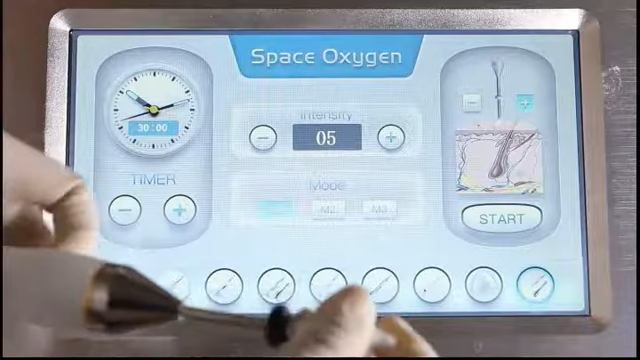 Space Oxygen
Intensity
05
30:00
TIMER
Mode
M2
M3
START